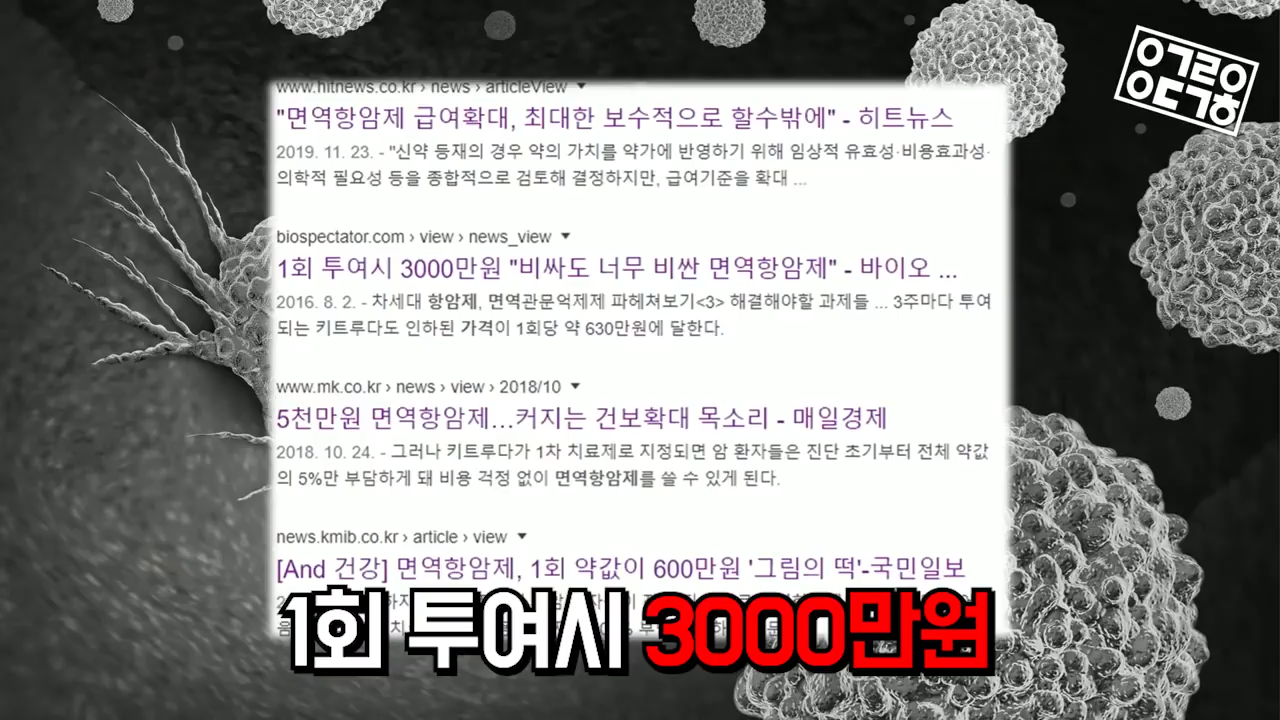 www.hitnews.co.kr › news › articleView
"면역항암제 급여확대, 최대한 보수적으로 할수밖에" - 히트뉴스
2019. 11. 23. - "신약 등재의 경우 약의 가치를 약가에 반영하기 위해 임상적 유효성·비용효과성·
의학적 필요성 등을 종합적으로 검토해 결정하지만, 급여기준을 확대 ...
biospectator.com › view › news_view
1회 투여시 3000만원 "비싸도 너무 비싼 면역항암제" - 바이오 ...
2016. 8. 2. - 차세대 항암제, 면역관문억제제 파헤쳐보기<3> 해결해야할 과제들 ... 3주마다 투여
되는 키트루다도 인하된 가격이 1회당 약 630만원에 달한다.
www.mk.co.kr › news › view › 2018/10
5천만원 면역항암제...커지는 건보확대 목소리 - 매일경제
2018. 10. 24. - 그러나 키트루다가 1차 치료제로 지정되면 암 환자들은 진단 초기부터 전체 약값
의 5%만 부담하게 돼 비용 걱정 없이 면역항암제를 쓸 수 있게 된다.
news.kmib.co.kr › article › view
[And 건강] 면역항암제, 1회 약값이 600만원 '그림의 떡'-국민일보
1회 투여시 3000만원